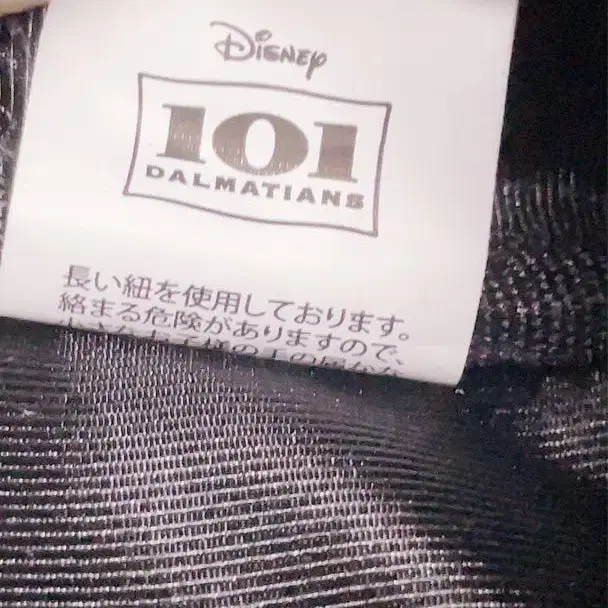 Disney
101
DALMATIANS
長い紐を使用しております。
絡まる危険がありますので、